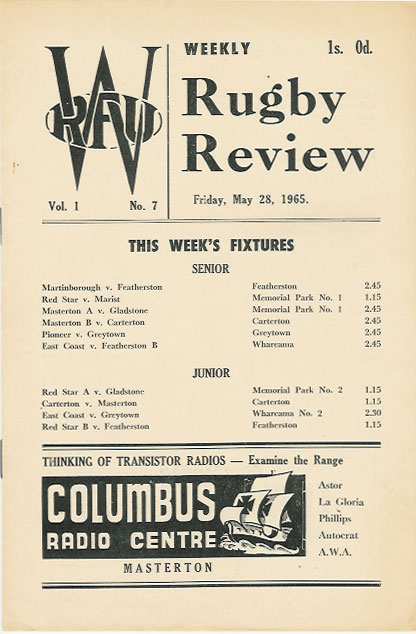 WEEKLY 1s. 0d.
W
RFU
Rugby
Review
Vol. 1 No. 7
Friday, May 28, 1965.
THIS WEEK'S FIXTURES
SENIOR
Martinborough v. Featherston Featherston 2.45
Red Star v. Marist Memorial Park No. 1 1.15
Masterton A v. Gladstone Memorial Park No. 1 2.45
Masterton B v. Carterton Carterton 2.45
Pioneer v. Greytown Greytown 2.45
East Coast v. Featherston B Whareama 2.45
JUNIOR
Red Star A v. Gladstone Memorial Park No. 2 1.15
Carterton v. Masterton Carterton 1.15
East Coast v. Greytown Whareama No. 2 2.30
Red Star B v. Featherston Featherston 1.15
THINKING OF TRANSISTOR RADIOS — Examine the Range
COLUMBUS
RADIO CENTRE
MASTERTON
Astor
La Gloria
Phillips
Autocrat
A.W.A.